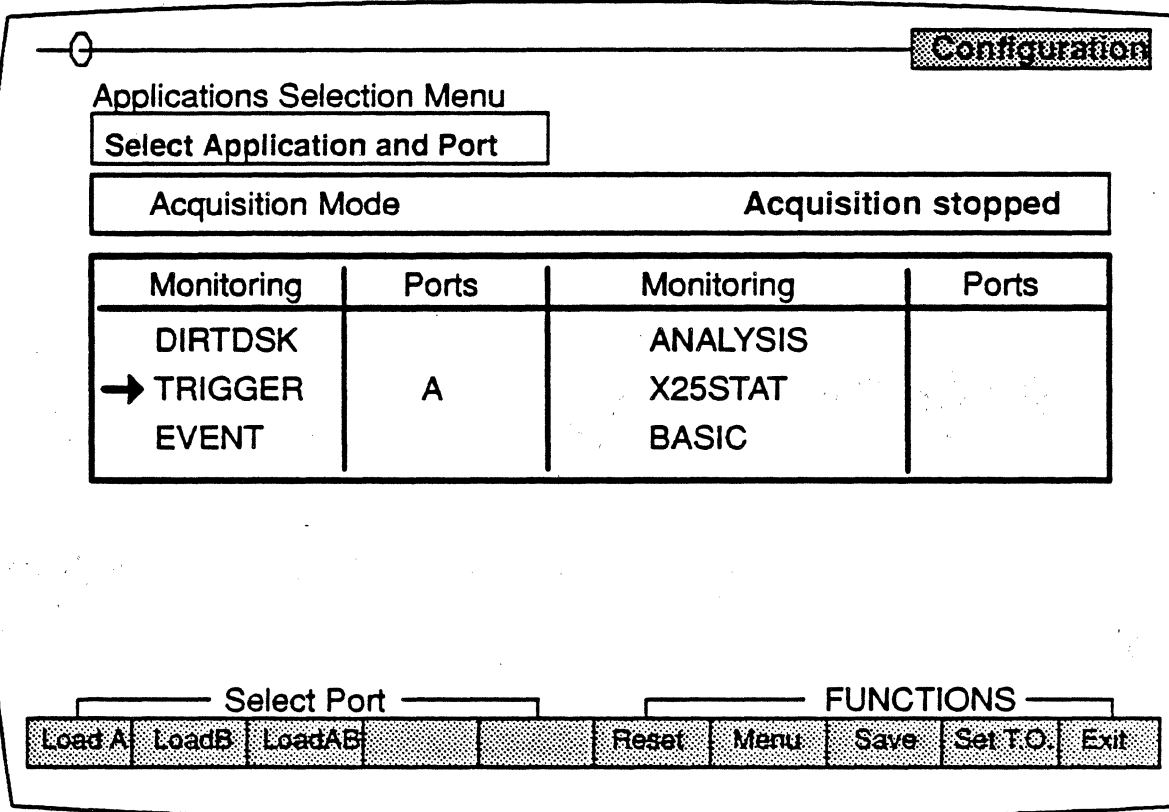 Configuration
Applications Selection Menu
Select Application and Port
Acquisition Mode Acquisition stopped
Monitoring Ports Monitoring Ports
DIRTDSK ANALYSIS
TRIGGER A X25STAT
EVENT BASIC
Select Port FUNCTIONS
Load A LoadB LoadAB Reset Menu Save Set T.O. Exit